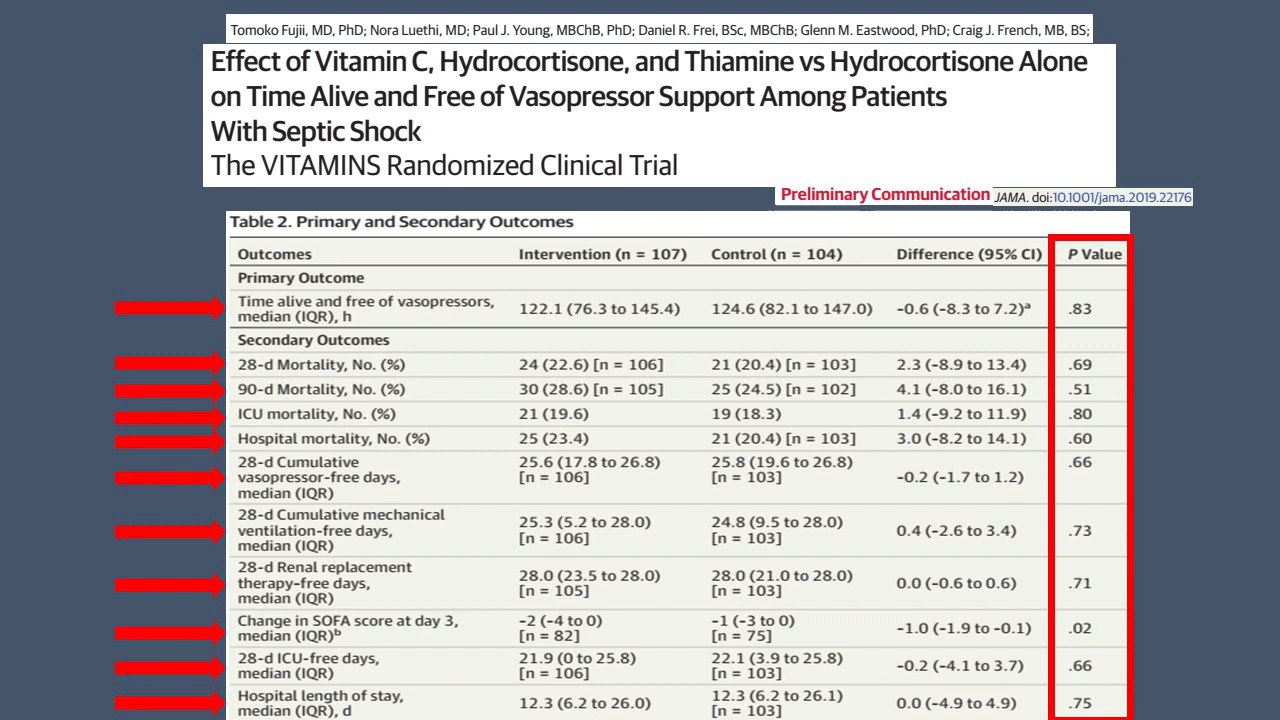 Tomoko Fujii, MD, PhD; Nora Luethi, MD; Paul J. Young, MBChB, PhD; Daniel R. Frei, BSc, MBChB; Glenn M. Eastwood, PhD; Craig J. French, MB, BS;
Effect of Vitamin C, Hydrocortisone, and Thiamine vs Hydrocortisone Alone
on Time Alive and Free of Vasopressor Support Among Patients
With Septic Shock
The VITAMINS Randomized Clinical Trial
Preliminary Communication JAMA. doi:10.1001/jama.2019.22176
Table 2. Primary and Secondary Outcomes
Outcomes Intervention (n = 107) Control (n = 104) Difference (95% CI) P Value
Primary Outcome
Time alive and free of vasopressors,
median (IQR), h 122.1 (76.3 to 145.4) 124.6 (82.1 to 147.0) -0.6 (-8.3 to 7.2)ᵃ .83
Secondary Outcomes
28-d Mortality, No. (%) 24 (22.6) [n = 106] 21 (20.4) [n = 103] 2.3 (-8.9 to 13.4) .69
90-d Mortality, No. (%) 30 (28.6) [n = 105] 25 (24.5) [n = 102] 4.1 (-8.0 to 16.1) .51
ICU mortality, No. (%) 21 (19.6) 19 (18.3) 1.4 (-9.2 to 11.9) .80
Hospital mortality, No. (%) 25 (23.4) 21 (20.4) [n = 103] 3.0 (-8.2 to 14.1) .60
28-d Cumulative 25.6 (17.8 to 26.8) 25.8 (19.6 to 26.8) .66
vasopressor-free days, [n = 106] [n = 103] -0.2 (-1.7 to 1.2)
median (IQR)
28-d Cumulative mechanical
ventilation-free days, 25.3 (5.2 to 28.0) 24.8 (9.5 to 28.0) 0.4 (-2.6 to 3.4) .73
median (IQR) [n = 106] [n = 103]
28-d Renal replacement
therapy-free days, 28.0 (23.5 to 28.0) 28.0 (21.0 to 28.0) 0.0 (-0.6 to 0.6) .71
median (IQR) [n = 105] [n = 103]
Change in SOFA score at day 3, -2 (-4 to 0) -1 (-3 to 0) -1.0 (-1.9 to -0.1) .02
median (IQR)ᵇ [n = 82] [n = 75]
28-d ICU-free days, 21.9 (0 to 25.8) 22.1 (3.9 to 25.8) -0.2 (-4.1 to 3.7) .66
median (IQR) [n = 106] [n = 103]
Hospital length of stay, 12.3 (6.2 to 26.0) 12.3 (6.2 to 26.1) 0.0 (-4.9 to 4.9) .75
median (IQR), d [n = 103]